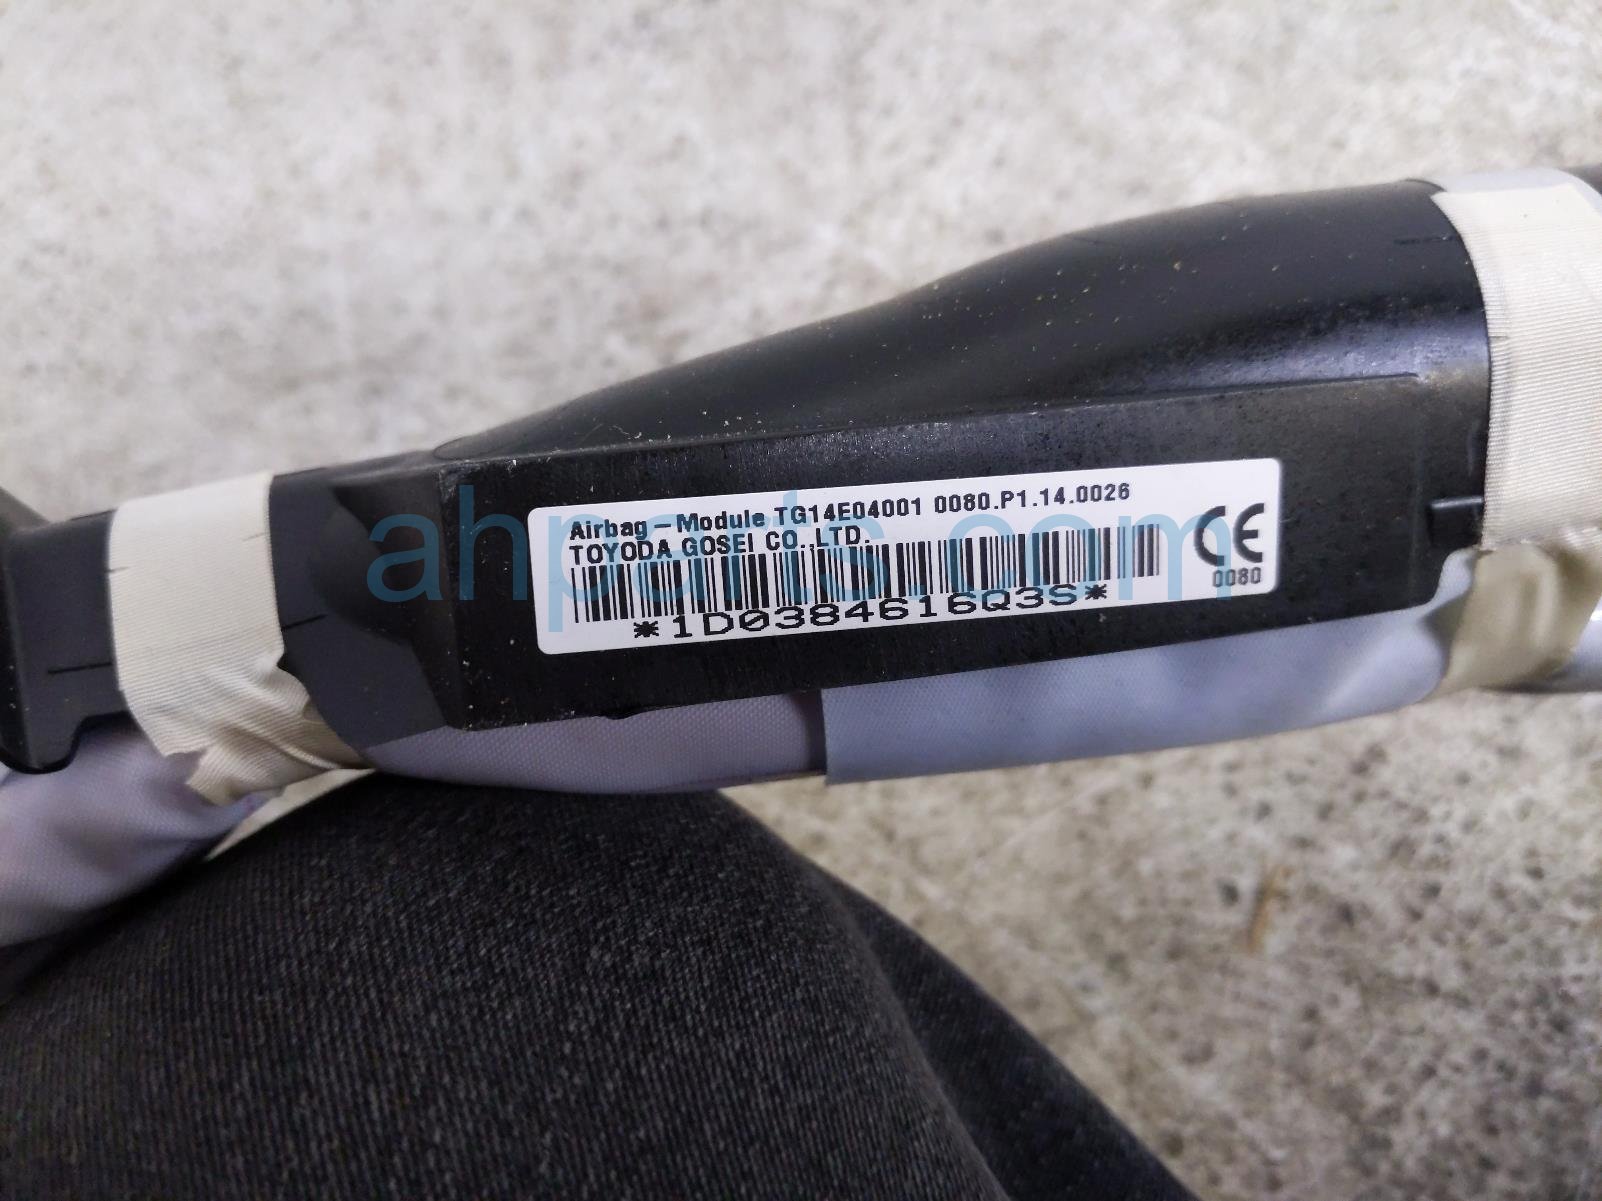 Airbag-Module TG14E04001 0080.P1.14.0026
TOYODA GOSEI CO.,LTD.
*1D0384616Q3S*
CE
0080
ahparts.com